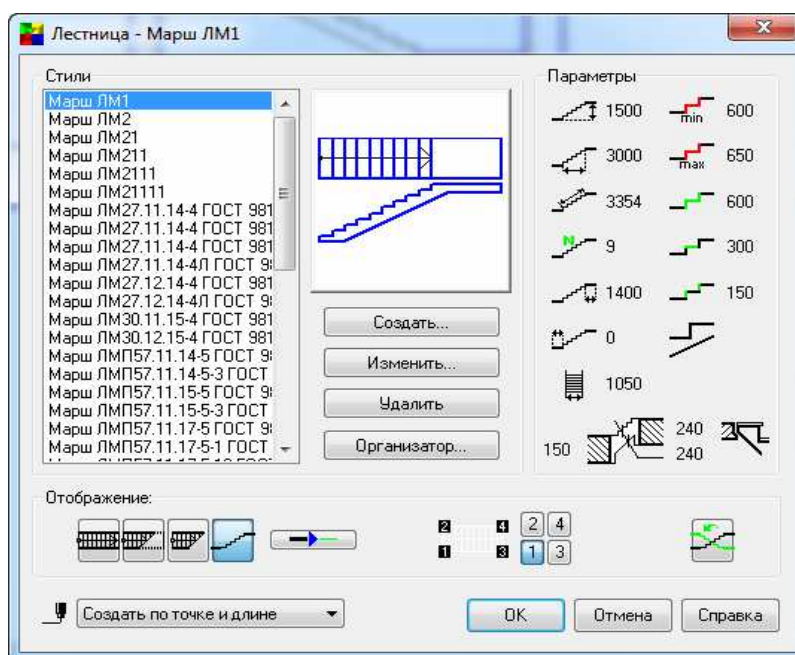 Лестница - Марш ЛМ1
Стили
Марш ЛМ1
Марш ЛМ2
Марш ЛМ21
Марш ЛМ211
Марш ЛМ2111
Марш ЛМ21111
Марш ЛМ27.11.14-4 ГОСТ 981
Марш ЛМ27.11.14-4 ГОСТ 981
Марш ЛМ27.11.14-4 ГОСТ 981
Марш ЛМ27.11.14-4Л ГОСТ 9
Марш ЛМ27.12.14-4 ГОСТ 981
Марш ЛМ27.12.14-4Л ГОСТ 9
Марш ЛМ30.11.15-4 ГОСТ 981
Марш ЛМ30.12.15-4 ГОСТ 981
Марш ЛМП57.11.14-5 ГОСТ 9
Марш ЛМП57.11.14-5-3 ГОСТ
Марш ЛМП57.11.15-5 ГОСТ 9
Марш ЛМП57.11.15-5-3 ГОСТ
Марш ЛМП57.11.17-5 ГОСТ 9
Марш ЛМП57.11.17-5-1 ГОСТ
Создать...
Изменить...
Удалить
Организатор...
Параметры
1500 min 600
3000 max 650
3354 600
N 9 300
1400 150
0
1050
150 240
240
Отображение:
2 4 2 4
1 3 1 3
Создать по точке и длине
OK Отмена Справка